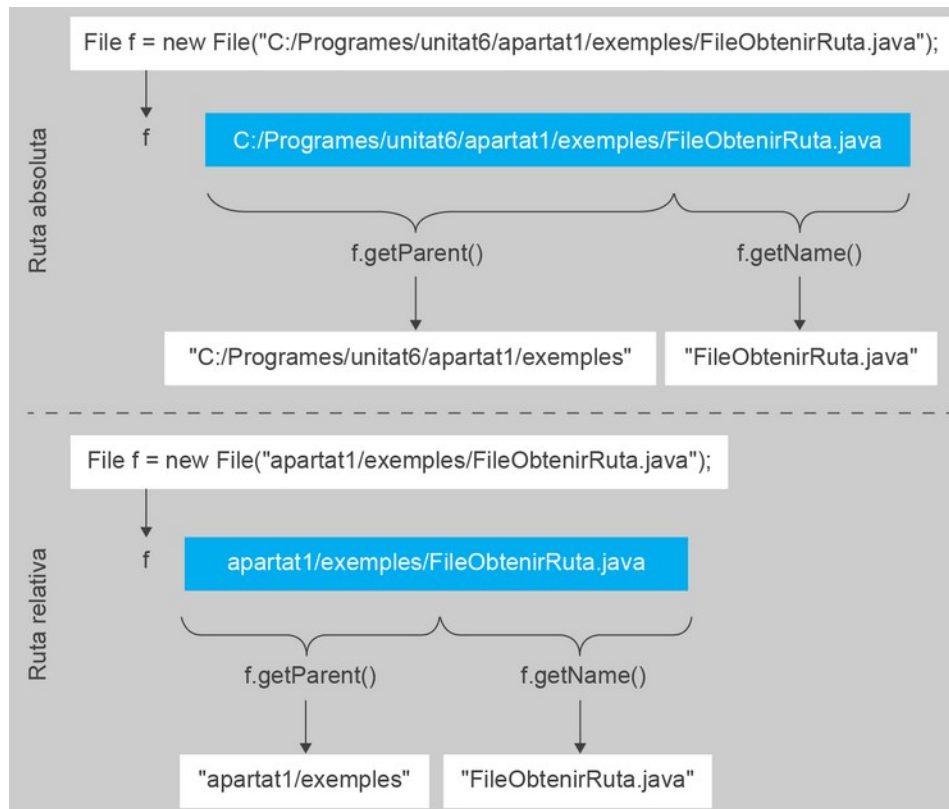 File f = new File("C:/Programes/unitat6/apartat1/exemples/FileObtenirRuta.java");
Ruta absoluta
f
C:/Programes/unitat6/apartat1/exemples/FileObtenirRuta.java
f.getParent()
f.getName()
"C:/Programes/unitat6/apartat1/exemples"
"FileObtenirRuta.java"
File f = new File("apartat1/exemples/FileObtenirRuta.java");
Ruta relativa
f
apartat1/exemples/FileObtenirRuta.java
f.getParent()
f.getName()
"apartat1/exemples"
"FileObtenirRuta.java"